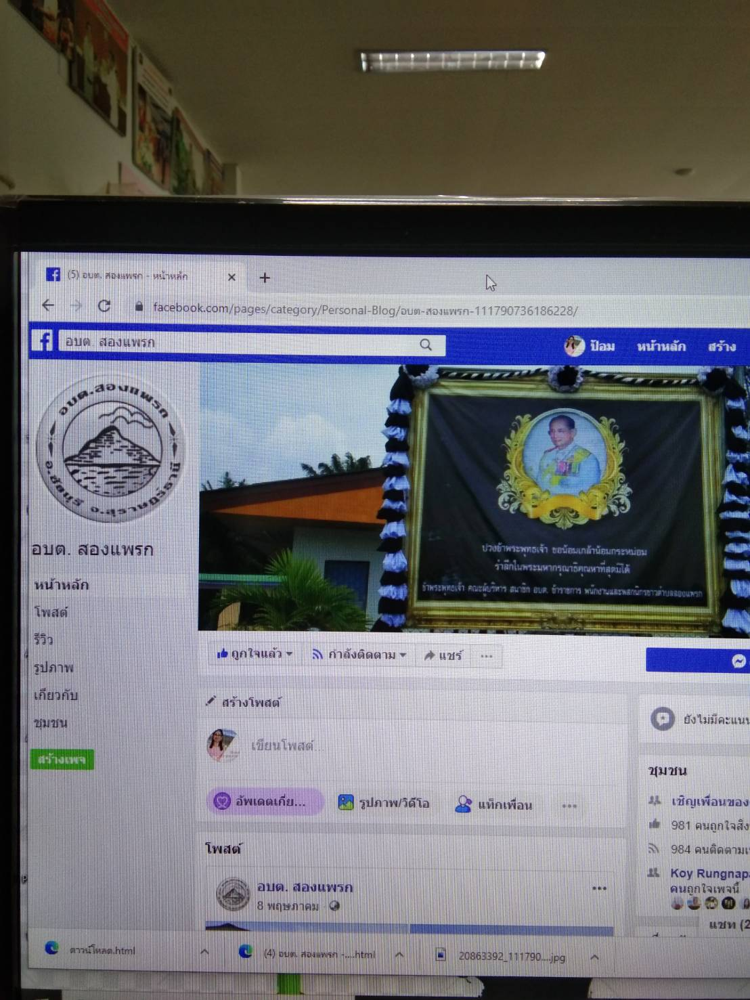 (5) อบต. สองแพรก - หน้าหลัก
facebook.com/pages/category/Personal-Blog/อบต-สองแพรก-111790736186228/
อบต. สองแพรก
ป้อม หน้าหลัก สร้าง
อบต.สองแพรก
อบต. สองแพรก
หน้าหลัก
โพสต์
รีวิว
รูปภาพ
เกี่ยวกับ
ชุมชน
สร้างเพจ
ปวงข้าพระพุทธเจ้า ขอน้อมเกล้าน้อมกระหม่อม
รำลึกในพระมหากรุณาธิคุณหาที่สุดมิได้
ข้าพระพุทธเจ้า คณะผู้บริหาร สมาชิก อบต. ข้าราชการ พนักงานและพสกนิกรชาวตำบลสองแพรก
ถูกใจแล้ว กำลังติดตาม แชร์ ...
สร้างโพสต์
เขียนโพสต์...
อัพเดตเกี่ย... รูปภาพ/วิดีโอ แท็กเพื่อน ...
โพสต์
อบต. สองแพรก
8 พฤษภาคม
ยังไม่มีคะแนน
ชุมชน
เชิญเพื่อนของ
981 คนถูกใจสิ่ง
984 คนติดตาม
Koy Rungnapa
คนถูกใจเพจนี้
แชท (2
ดาวน์โหลด.html
(4) อบต. สองแพรก -....html
20863392_111790....jpg